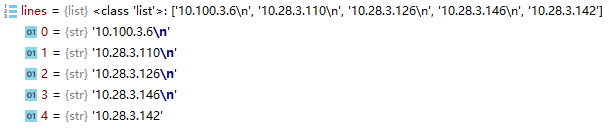 lines = {list} <class 'list'>: ['10.100.3.6\n', '10.28.3.110\n', '10.28.3.126\n', '10.28.3.146\n', '10.28.3.142']
01 0 = {str} '10.100.3.6\n'
01 1 = {str} '10.28.3.110\n'
01 2 = {str} '10.28.3.126\n'
01 3 = {str} '10.28.3.146\n'
01 4 = {str} '10.28.3.142'